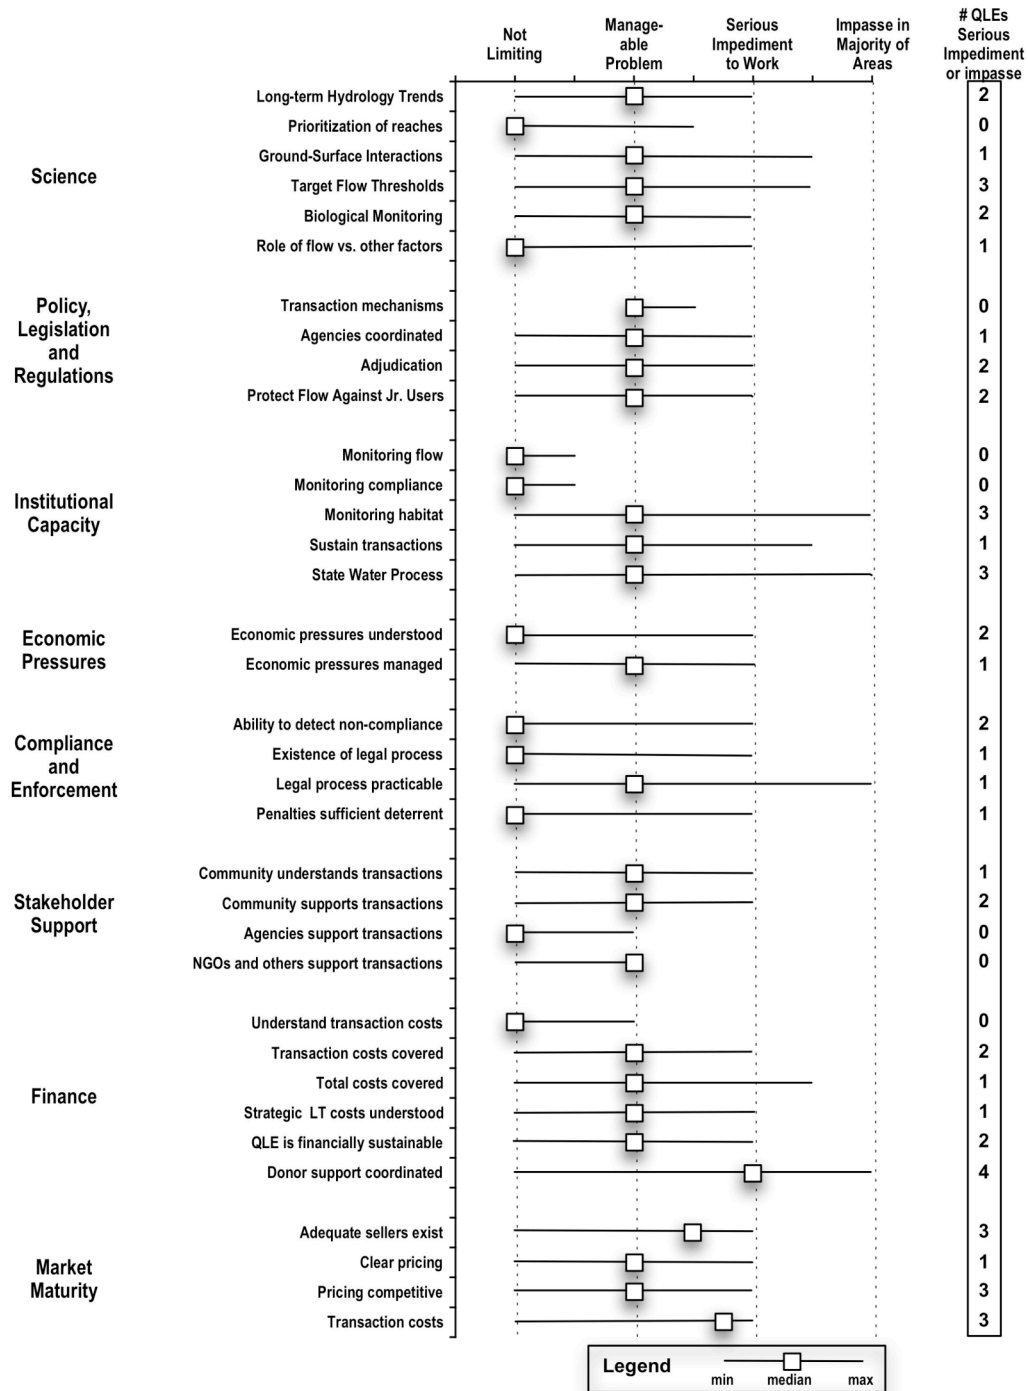 Not
Limiting
Manage-
able
Problem
Serious
Impediment
to Work
Impasse in
Majority of
Areas
# QLEs
Serious
Impediment
or impasse
Science
Long-term Hydrology Trends 2
Prioritization of reaches 0
Ground-Surface Interactions 1
Target Flow Thresholds 3
Biological Monitoring 2
Role of flow vs. other factors 1
Policy,
Legislation
and
Regulations
Transaction mechanisms 0
Agencies coordinated 1
Adjudication 2
Protect Flow Against Jr. Users 2
Institutional
Capacity
Monitoring flow 0
Monitoring compliance 0
Monitoring habitat 3
Sustain transactions 1
State Water Process 3
Economic
Pressures
Economic pressures understood 2
Economic pressures managed 1
Compliance
and
Enforcement
Ability to detect non-compliance 2
Existence of legal process 1
Legal process practicable 1
Penalties sufficient deterrent 1
Stakeholder
Support
Community understands transactions 1
Community supports transactions 2
Agencies support transactions 0
NGOs and others support transactions 0
Finance
Understand transaction costs 0
Transaction costs covered 2
Total costs covered 1
Strategic LT costs understood 1
QLE is financially sustainable 2
Donor support coordinated 4
Market
Maturity
Adequate sellers exist 3
Clear pricing 1
Pricing competitive 3
Transaction costs 3
Legend
min median max